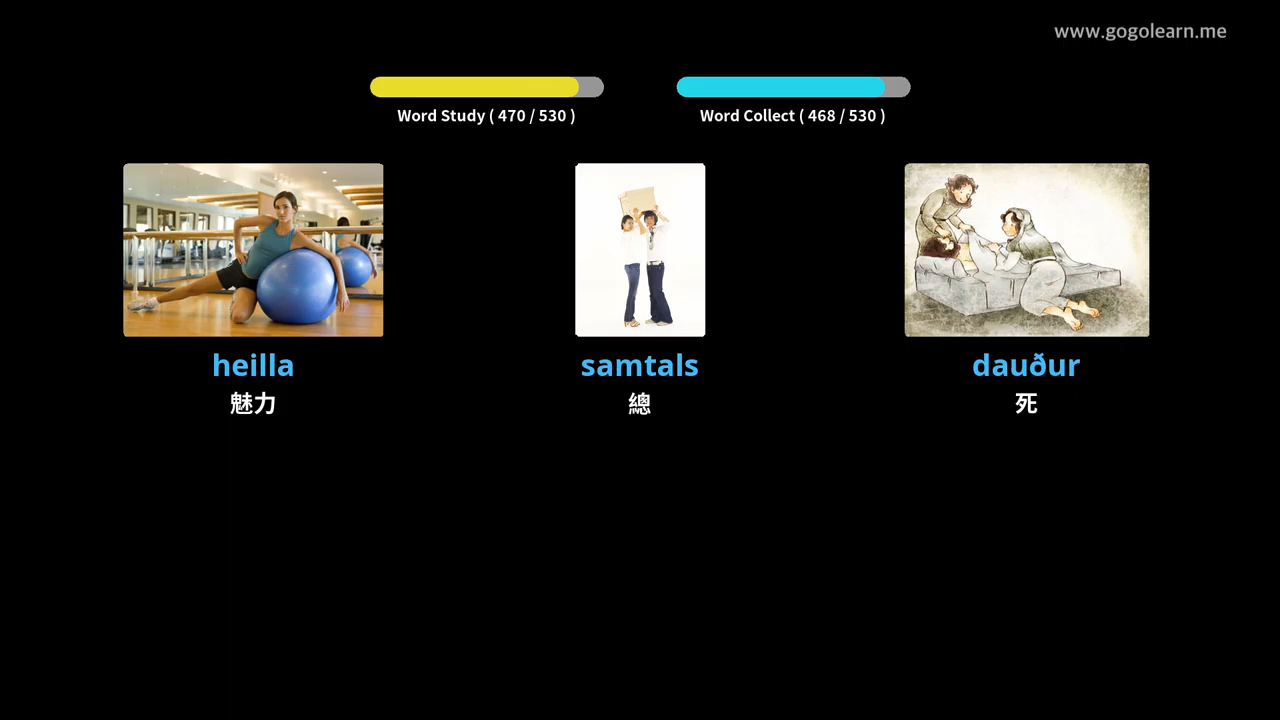 www.gogolearn.me
Word Study ( 470 / 530 )
Word Collect ( 468 / 530 )
heilla
魅力
samtals
總
dauður
死